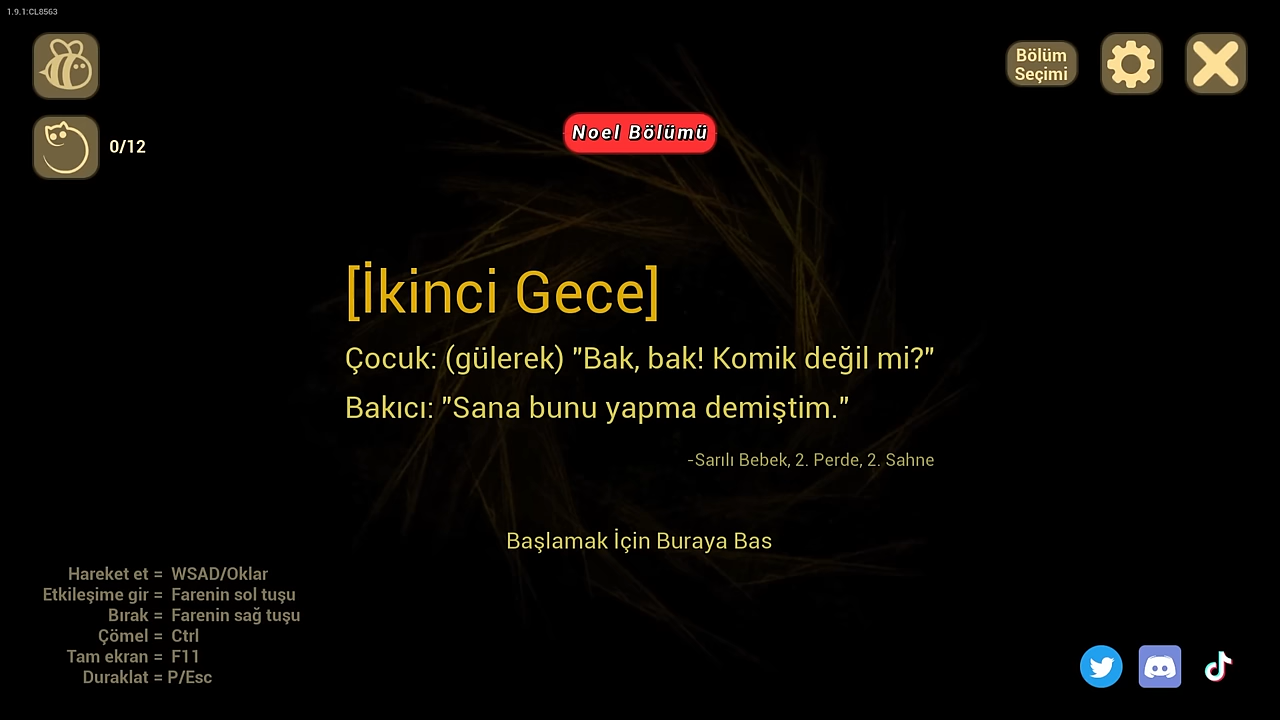 1.9.1:CL8563
Bölüm
Seçimi
Noel Bölümü
0/12
[İkinci Gece]
Çocuk: (gülerek) "Bak, bak! Komik değil mi?"
Bakıcı: "Sana bunu yapma demiştim."
-Sarılı Bebek, 2. Perde, 2. Sahne
Başlamak İçin Buraya Bas
Hareket et = WSAD/Oklar
Etkileşime gir = Farenin sol tuşu
Bırak = Farenin sağ tuşu
Çömel = Ctrl
Tam ekran = F11
Duraklat = P/Esc